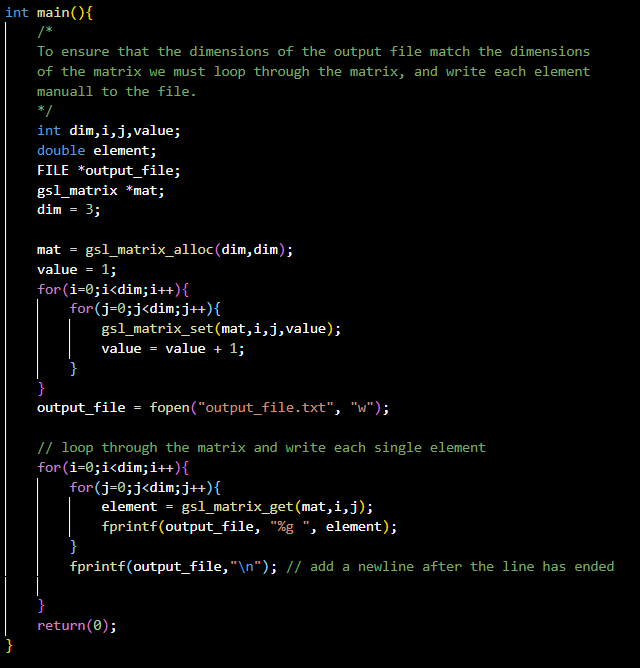 int main(){
    /*
    To ensure that the dimensions of the output file match the dimensions
    of the matrix we must loop through the matrix, and write each element
    manuall to the file.
    */
    int dim,i,j,value;
    double element;
    FILE *output_file;
    gsl_matrix *mat;
    dim = 3;

    mat = gsl_matrix_alloc(dim,dim);
    value = 1;
    for(i=0;i<dim;i++){
        for(j=0;j<dim;j++){
            gsl_matrix_set(mat,i,j,value);
            value = value + 1;
        }
    }
    output_file = fopen("output_file.txt", "w");

    // loop through the matrix and write each single element
    for(i=0;i<dim;i++){
        for(j=0;j<dim;j++){
            element = gsl_matrix_get(mat,i,j);
            fprintf(output_file, "%g ", element);
        }
        fprintf(output_file,"\n"); // add a newline after the line has ended

    }
    return(0);
}